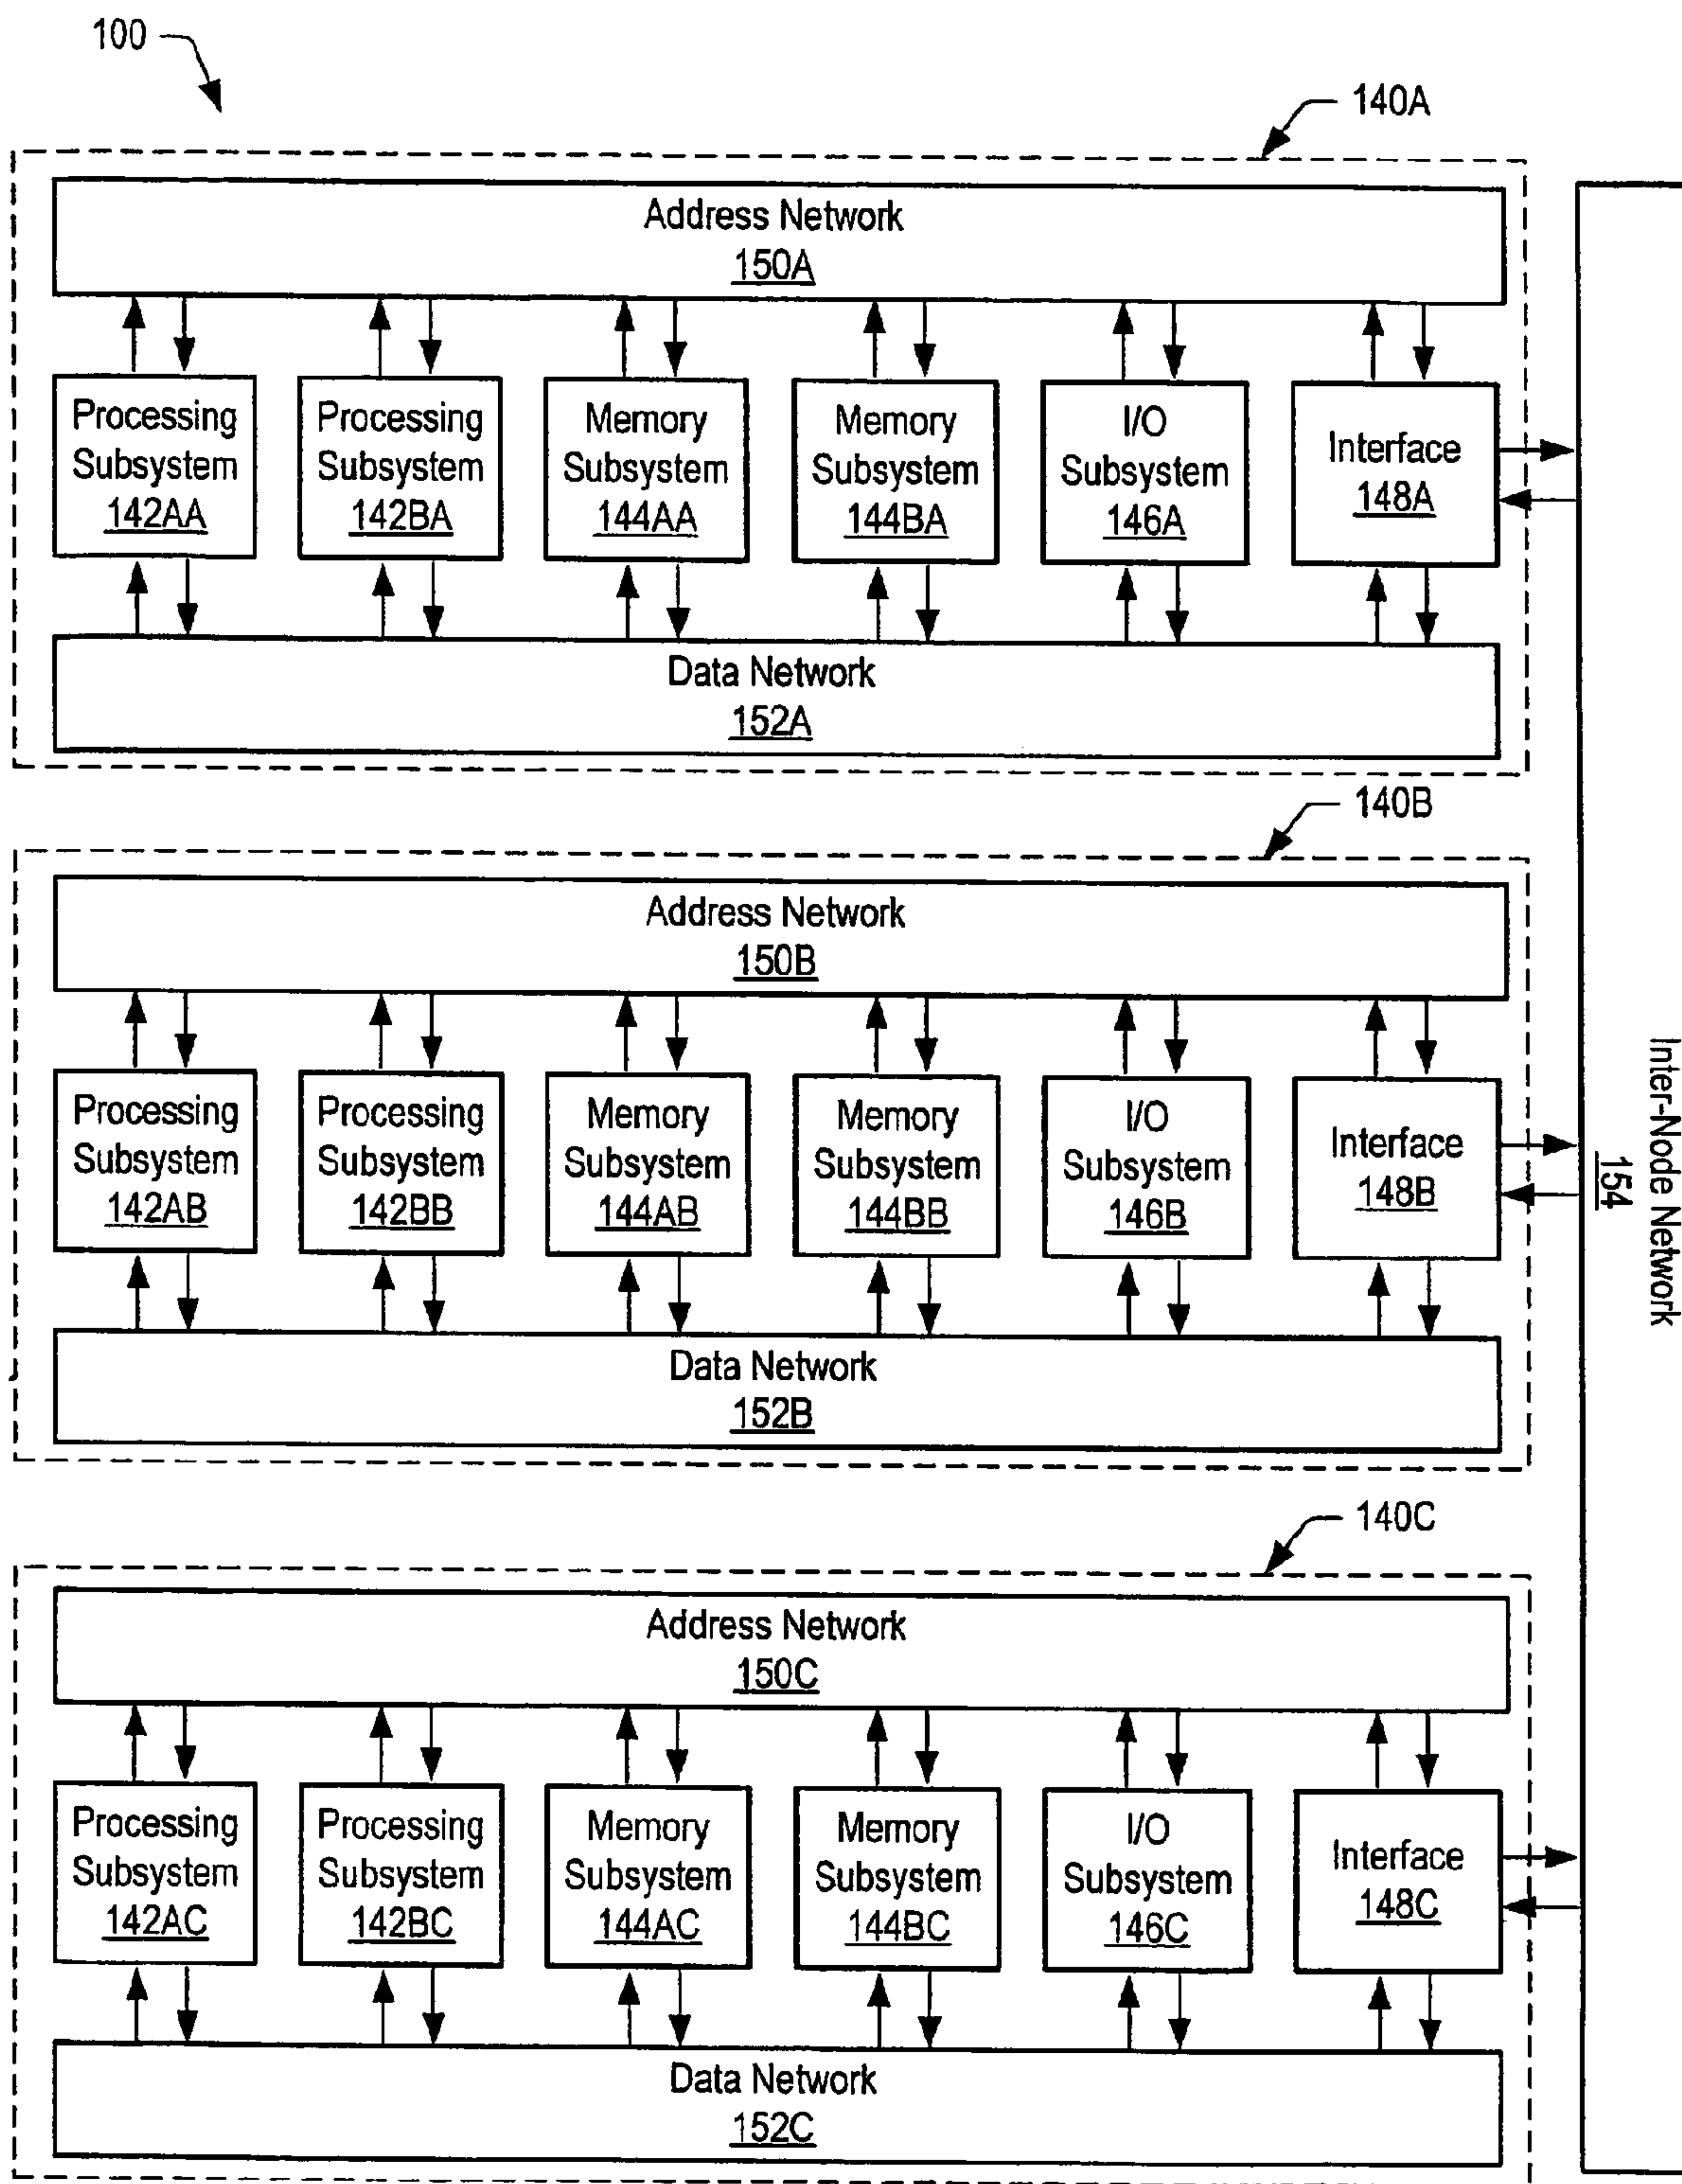 100
140A
Address Network
150A
Processing
Subsystem
142AA
Processing
Subsystem
142BA
Memory
Subsystem
144AA
Memory
Subsystem
144BA
I/O
Subsystem
146A
Interface
148A
Data Network
152A
140B
Address Network
150B
Processing
Subsystem
142AB
Processing
Subsystem
142BB
Memory
Subsystem
144AB
Memory
Subsystem
144BB
I/O
Subsystem
146B
Interface
148B
Data Network
152B
Inter-Node Network
154
140C
Address Network
150C
Processing
Subsystem
142AC
Processing
Subsystem
142BC
Memory
Subsystem
144AC
Memory
Subsystem
144BC
I/O
Subsystem
146C
Interface
148C
Data Network
152C